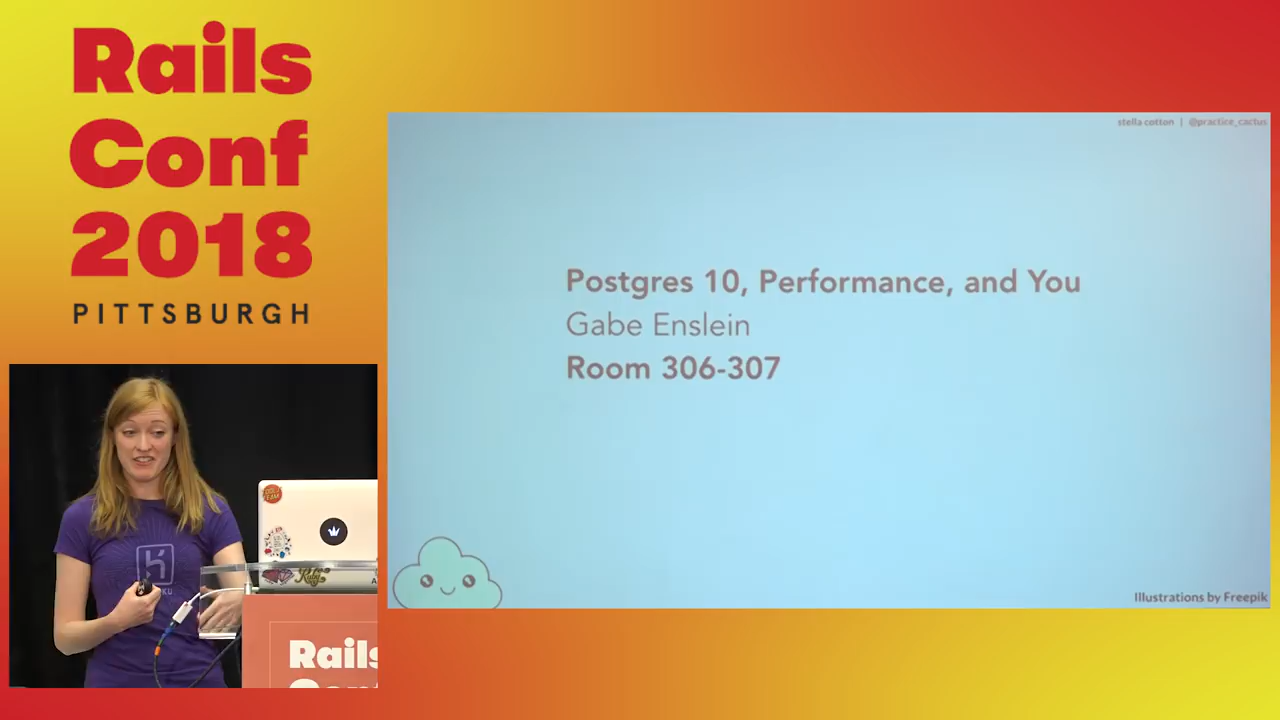 Rails
Conf
2018
PITTSBURGH
stella cotton | @practice_cactus
Postgres 10, Performance, and You
Gabe Enslein
Room 306-307
Illustrations by Freepik
Ruby
Rails